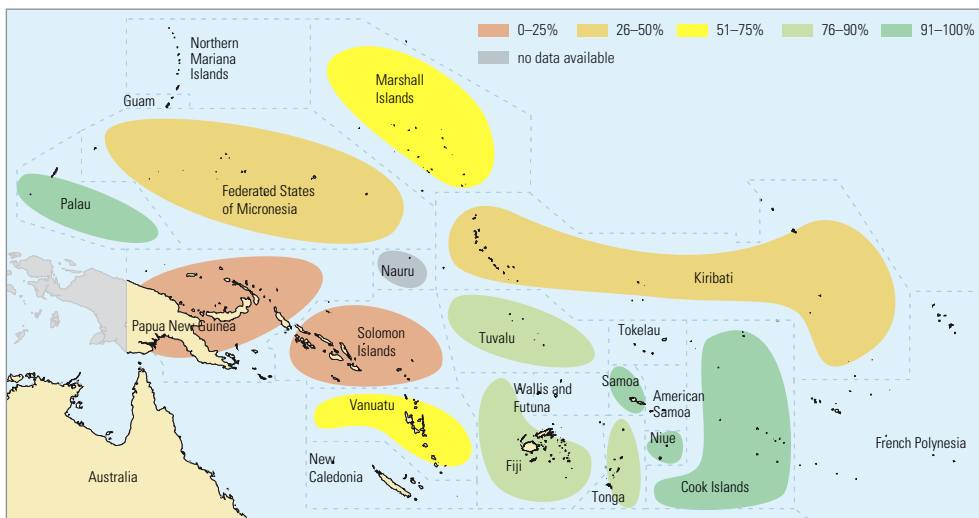 0–25%
26–50%
51–75%
76–90%
91–100%
no data available
Northern
Mariana
Islands
Guam
Marshall
Islands
Federated States
of Micronesia
Palau
Nauru
Kiribati
Papua New Guinea
Solomon
Islands
Tuvalu
Tokelau
Vanuatu
Wallis and
Futuna
Samoa
American
Samoa
Niue
Fiji
Tonga
Cook Islands
French Polynesia
New
Caledonia
Australia